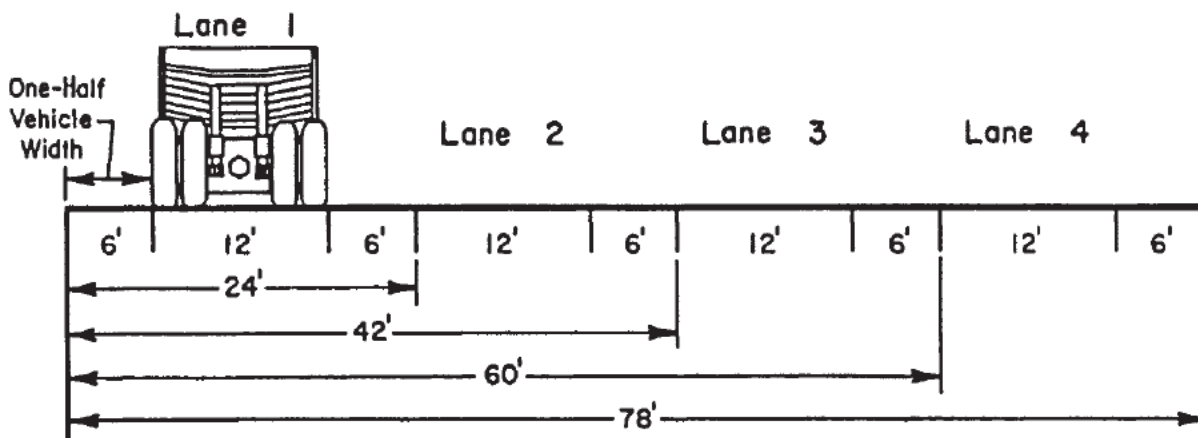 Lane 1
One-Half
Vehicle
Width
Lane 2
Lane 3
Lane 4
6' 12' 6' 12' 6' 12' 6' 12' 6'
24'
42'
60'
78'